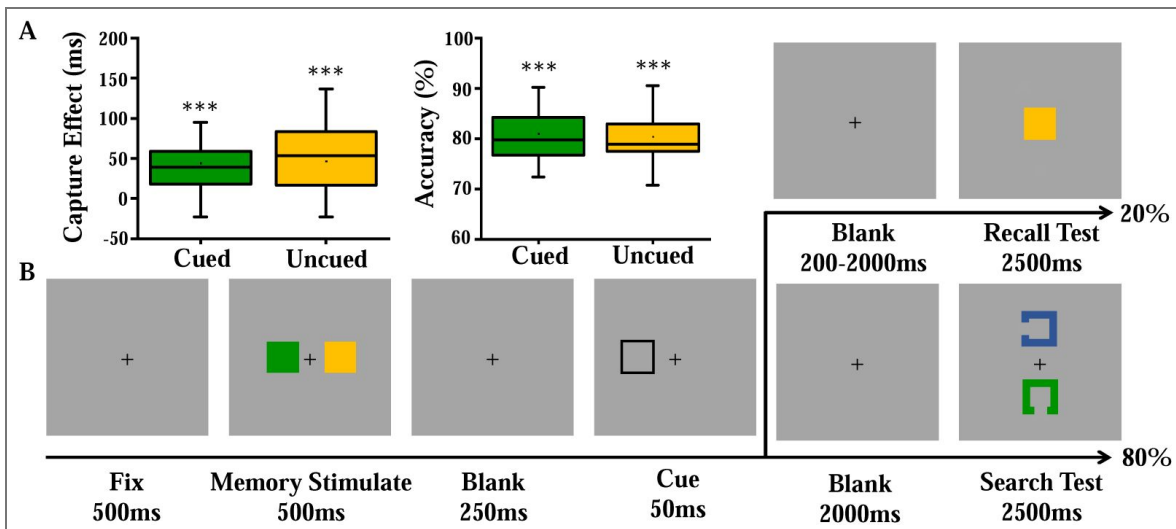 A
Capture Effect (ms)
200
150
100
50
0
-50
***
***
Cued
Uncued
Accuracy (%)
100
90
80
70
60
***
***
Cued
Uncued
+
Blank
200-2000ms
Recall Test
2500ms
20%
B
+
+
+
+
+
+
Fix
500ms
Memory Stimulate
500ms
Blank
250ms
Cue
50ms
Blank
2000ms
Search Test
2500ms
80%